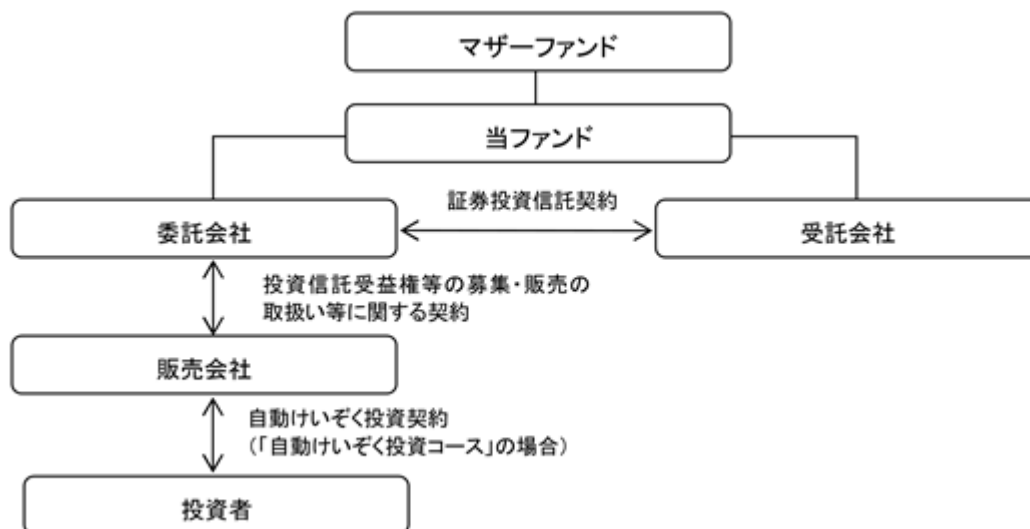 マザーファンド
当ファンド
証券投資信託契約
委託会社
受託会社
投資信託受益権等の募集・販売の
取扱い等に関する契約
販売会社
自動けいぞく投資契約
(「自動けいぞく投資コース」の場合)
投資者